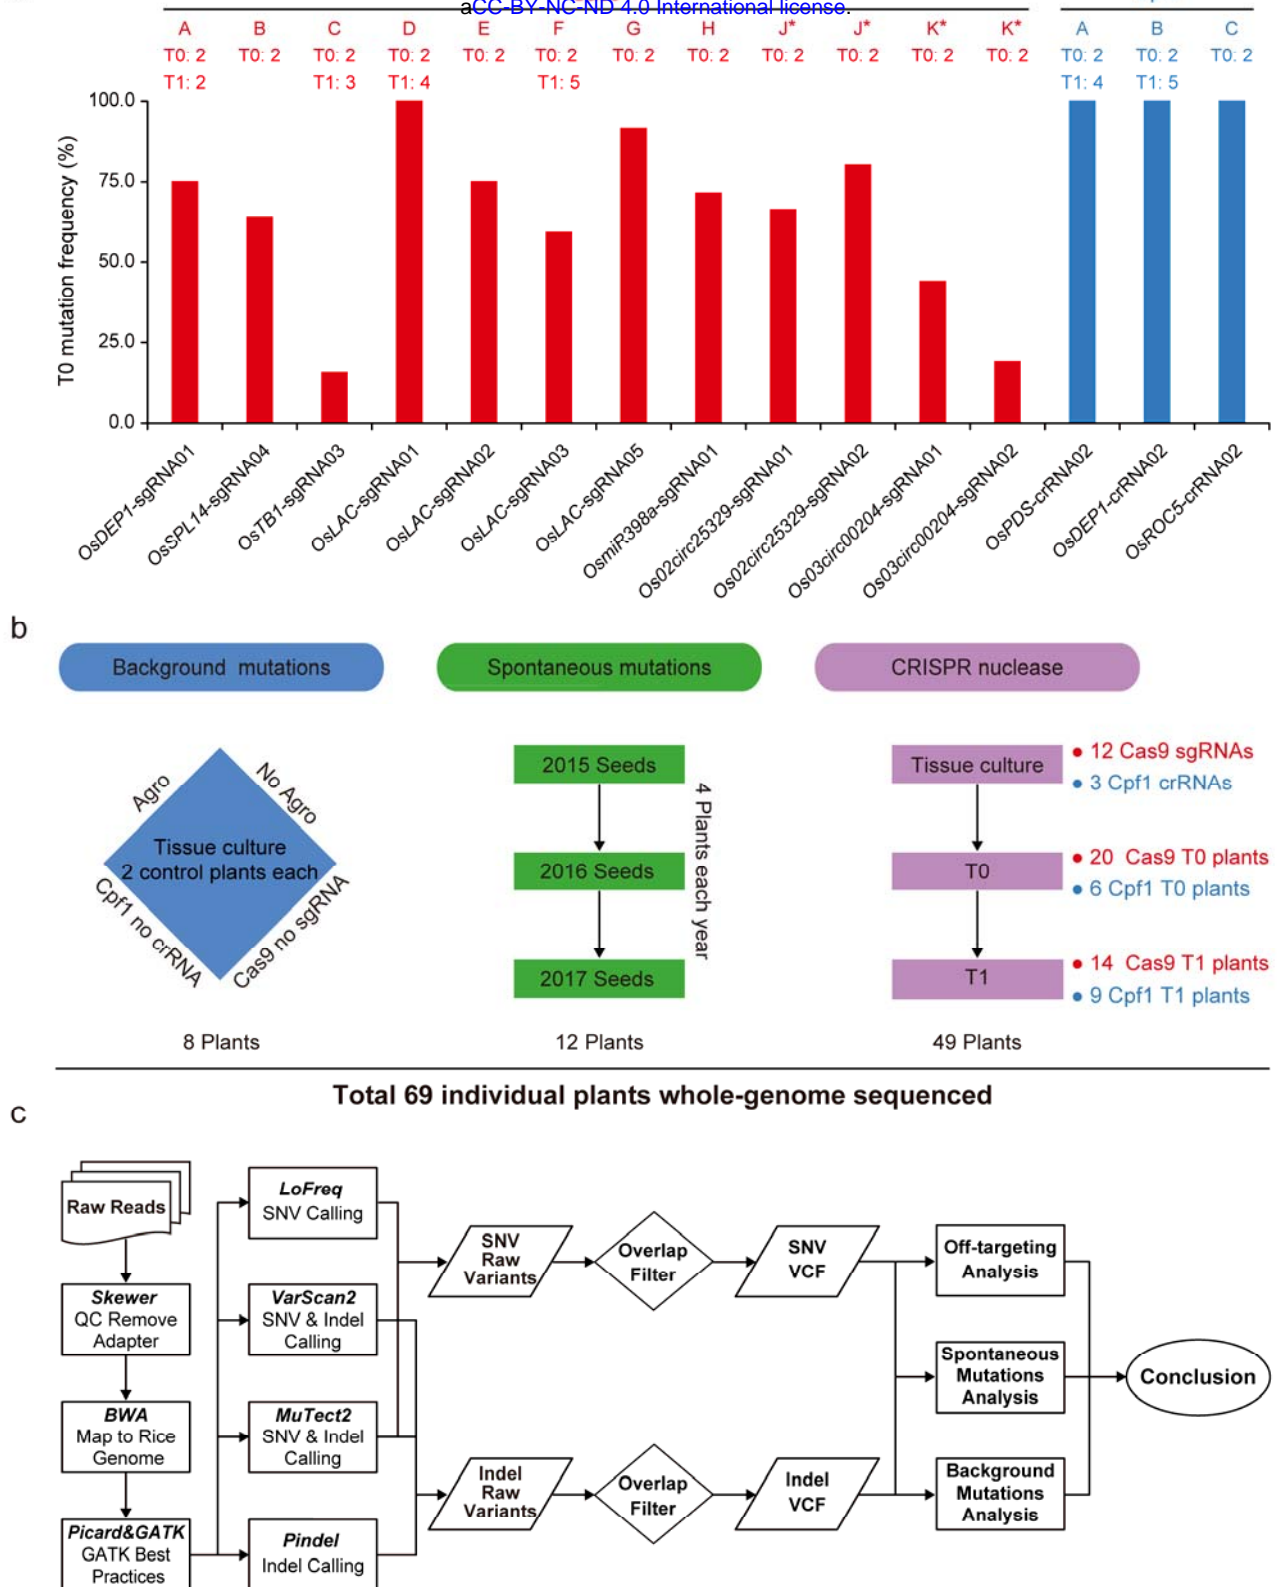 aCC-BY-NC-ND 4.0 International license.
A B C D E F G H J* J* K* K* A B C
T0: 2 T0: 2 T0: 2 T0: 2 T0: 2 T0: 2 T0: 2 T0: 2 T0: 2 T0: 2 T0: 2 T0: 2 T0: 2 T0: 2 T0: 2
T1: 2 T1: 3 T1: 4 T1: 5 T1: 4 T1: 5
T0 mutation frequency (%)
100.0
75.0
50.0
25.0
0.0
OsDEP1-sgRNA01
OsSPL14-sgRNA04
OsTB1-sgRNA03
OsLAC-sgRNA01
OsLAC-sgRNA02
OsLAC-sgRNA03
OsLAC-sgRNA05
OsmiR398a-sgRNA01
Os02circ25329-sgRNA01
Os02circ25329-sgRNA02
Os03circ00204-sgRNA01
Os03circ00204-sgRNA02
OsPDS-crRNA02
OsDEP1-crRNA02
OsROC5-crRNA02
b
Background mutations
Agro
No Agro
Tissue culture
2 control plants each
Cpf1 no crRNA
Cas9 no sgRNA
8 Plants
Spontaneous mutations
2015 Seeds
2016 Seeds
2017 Seeds
4 Plants each year
12 Plants
CRISPR nuclease
Tissue culture
• 12 Cas9 sgRNAs
• 3 Cpf1 crRNAs
T0
• 20 Cas9 T0 plants
• 6 Cpf1 T0 plants
T1
• 14 Cas9 T1 plants
• 9 Cpf1 T1 plants
49 Plants
Total 69 individual plants whole-genome sequenced
c
Raw Reads
Skewer
QC Remove
Adapter
BWA
Map to Rice
Genome
Picard&GATK
GATK Best
Practices
LoFreq
SNV Calling
VarScan2
SNV & Indel
Calling
MuTect2
SNV & Indel
Calling
Pindel
Indel Calling
SNV
Raw
Variants
Overlap
Filter
SNV
VCF
Indel
Raw
Variants
Overlap
Filter
Indel
VCF
Off-targeting
Analysis
Spontaneous
Mutations
Analysis
Background
Mutations
Analysis
Conclusion